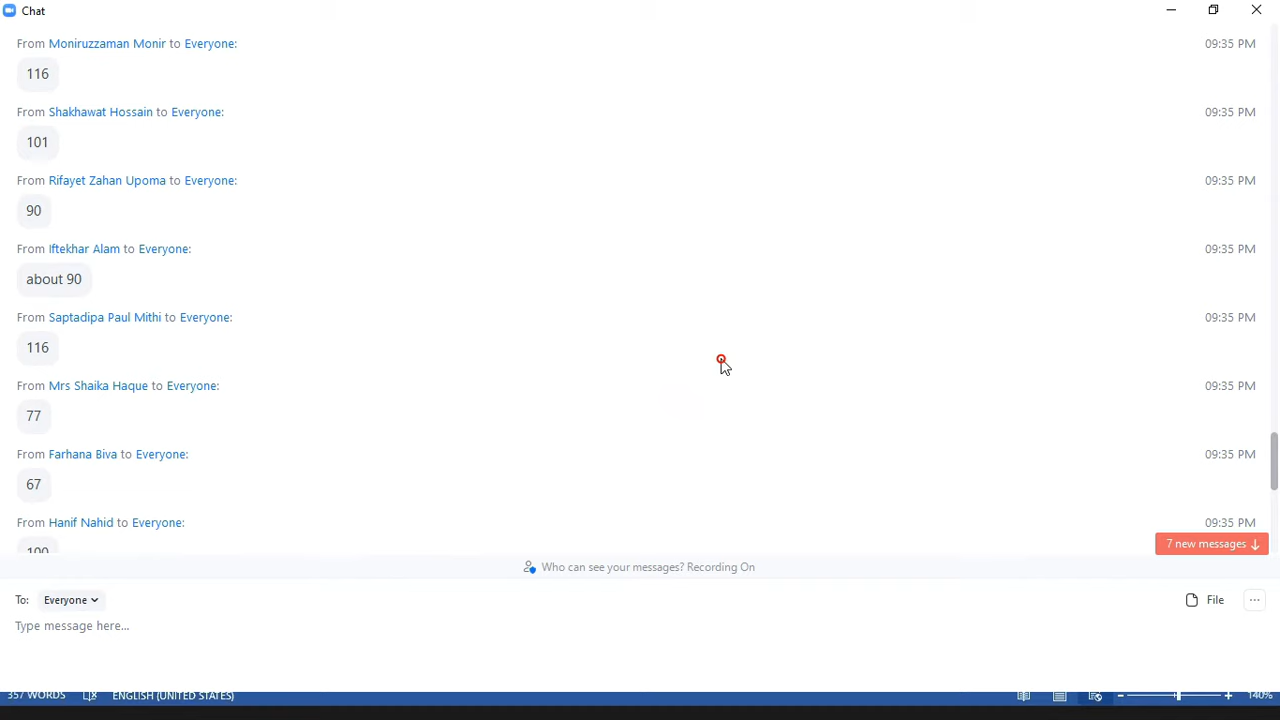 Chat
From Moniruzzaman Monir to Everyone: 09:35 PM
116
From Shakhawat Hossain to Everyone: 09:35 PM
101
From Rifayet Zahan Upoma to Everyone: 09:35 PM
90
From Iftekhar Alam to Everyone: 09:35 PM
about 90
From Saptadipa Paul Mithi to Everyone: 09:35 PM
116
From Mrs Shaika Haque to Everyone: 09:35 PM
77
From Farhana Biva to Everyone: 09:35 PM
67
From Hanif Nahid to Everyone: 09:35 PM
100
7 new messages
Who can see your messages? Recording On
To: Everyone File
Type message here...
357 WORDS ENGLISH (UNITED STATES) 140%